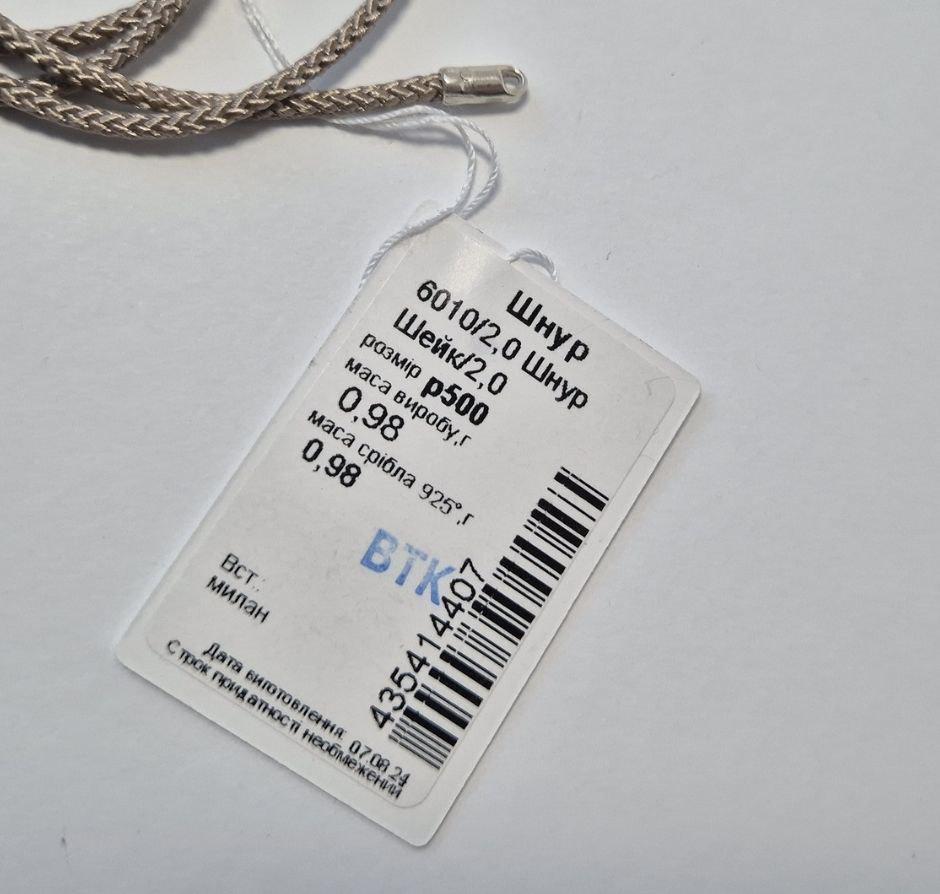 Шнур
6010/2,0 Шнур
Шейк/2,0
розмір р500
маса виробу,г
0,98
маса срібла 925°,г
0,98
ВТК
Вст.:
милан
435414407
Дата виготовлення: 07.08.24
Строк придатності необмежений